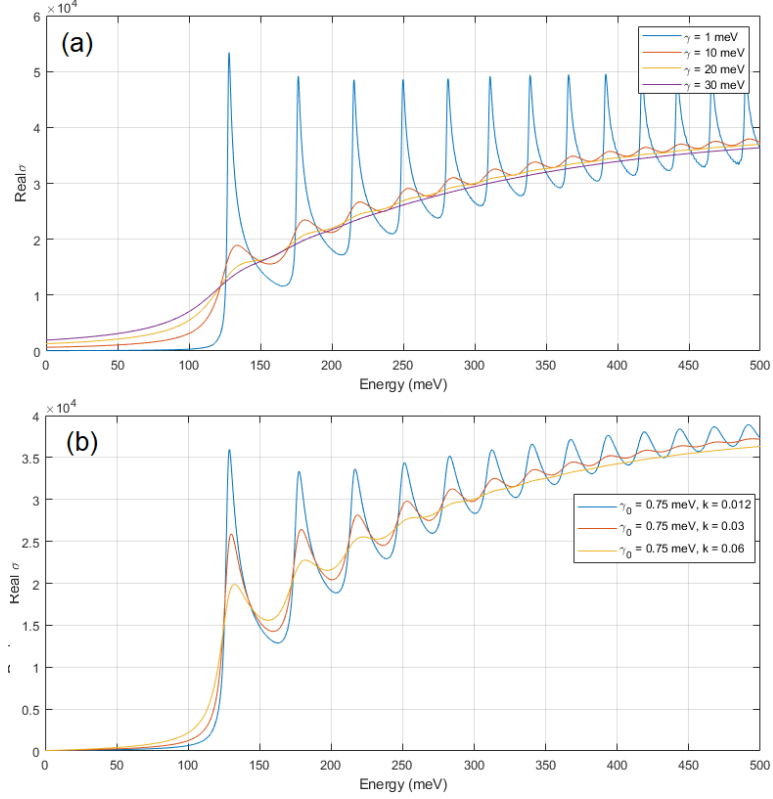 ×10⁴
(a)
γ = 1 meV
γ = 10 meV
γ = 20 meV
γ = 30 meV
6
5
4
3
2
1
0
Real σ
0 50 100 150 200 250 300 350 400 450 500
Energy (meV)
×10⁴
(b)
γ₀ = 0.75 meV, k = 0.012
γ₀ = 0.75 meV, k = 0.03
γ₀ = 0.75 meV, k = 0.06
4
3.5
3
2.5
2
1.5
1
0.5
0
Real σ
0 50 100 150 200 250 300 350 400 450 500
Energy (meV)